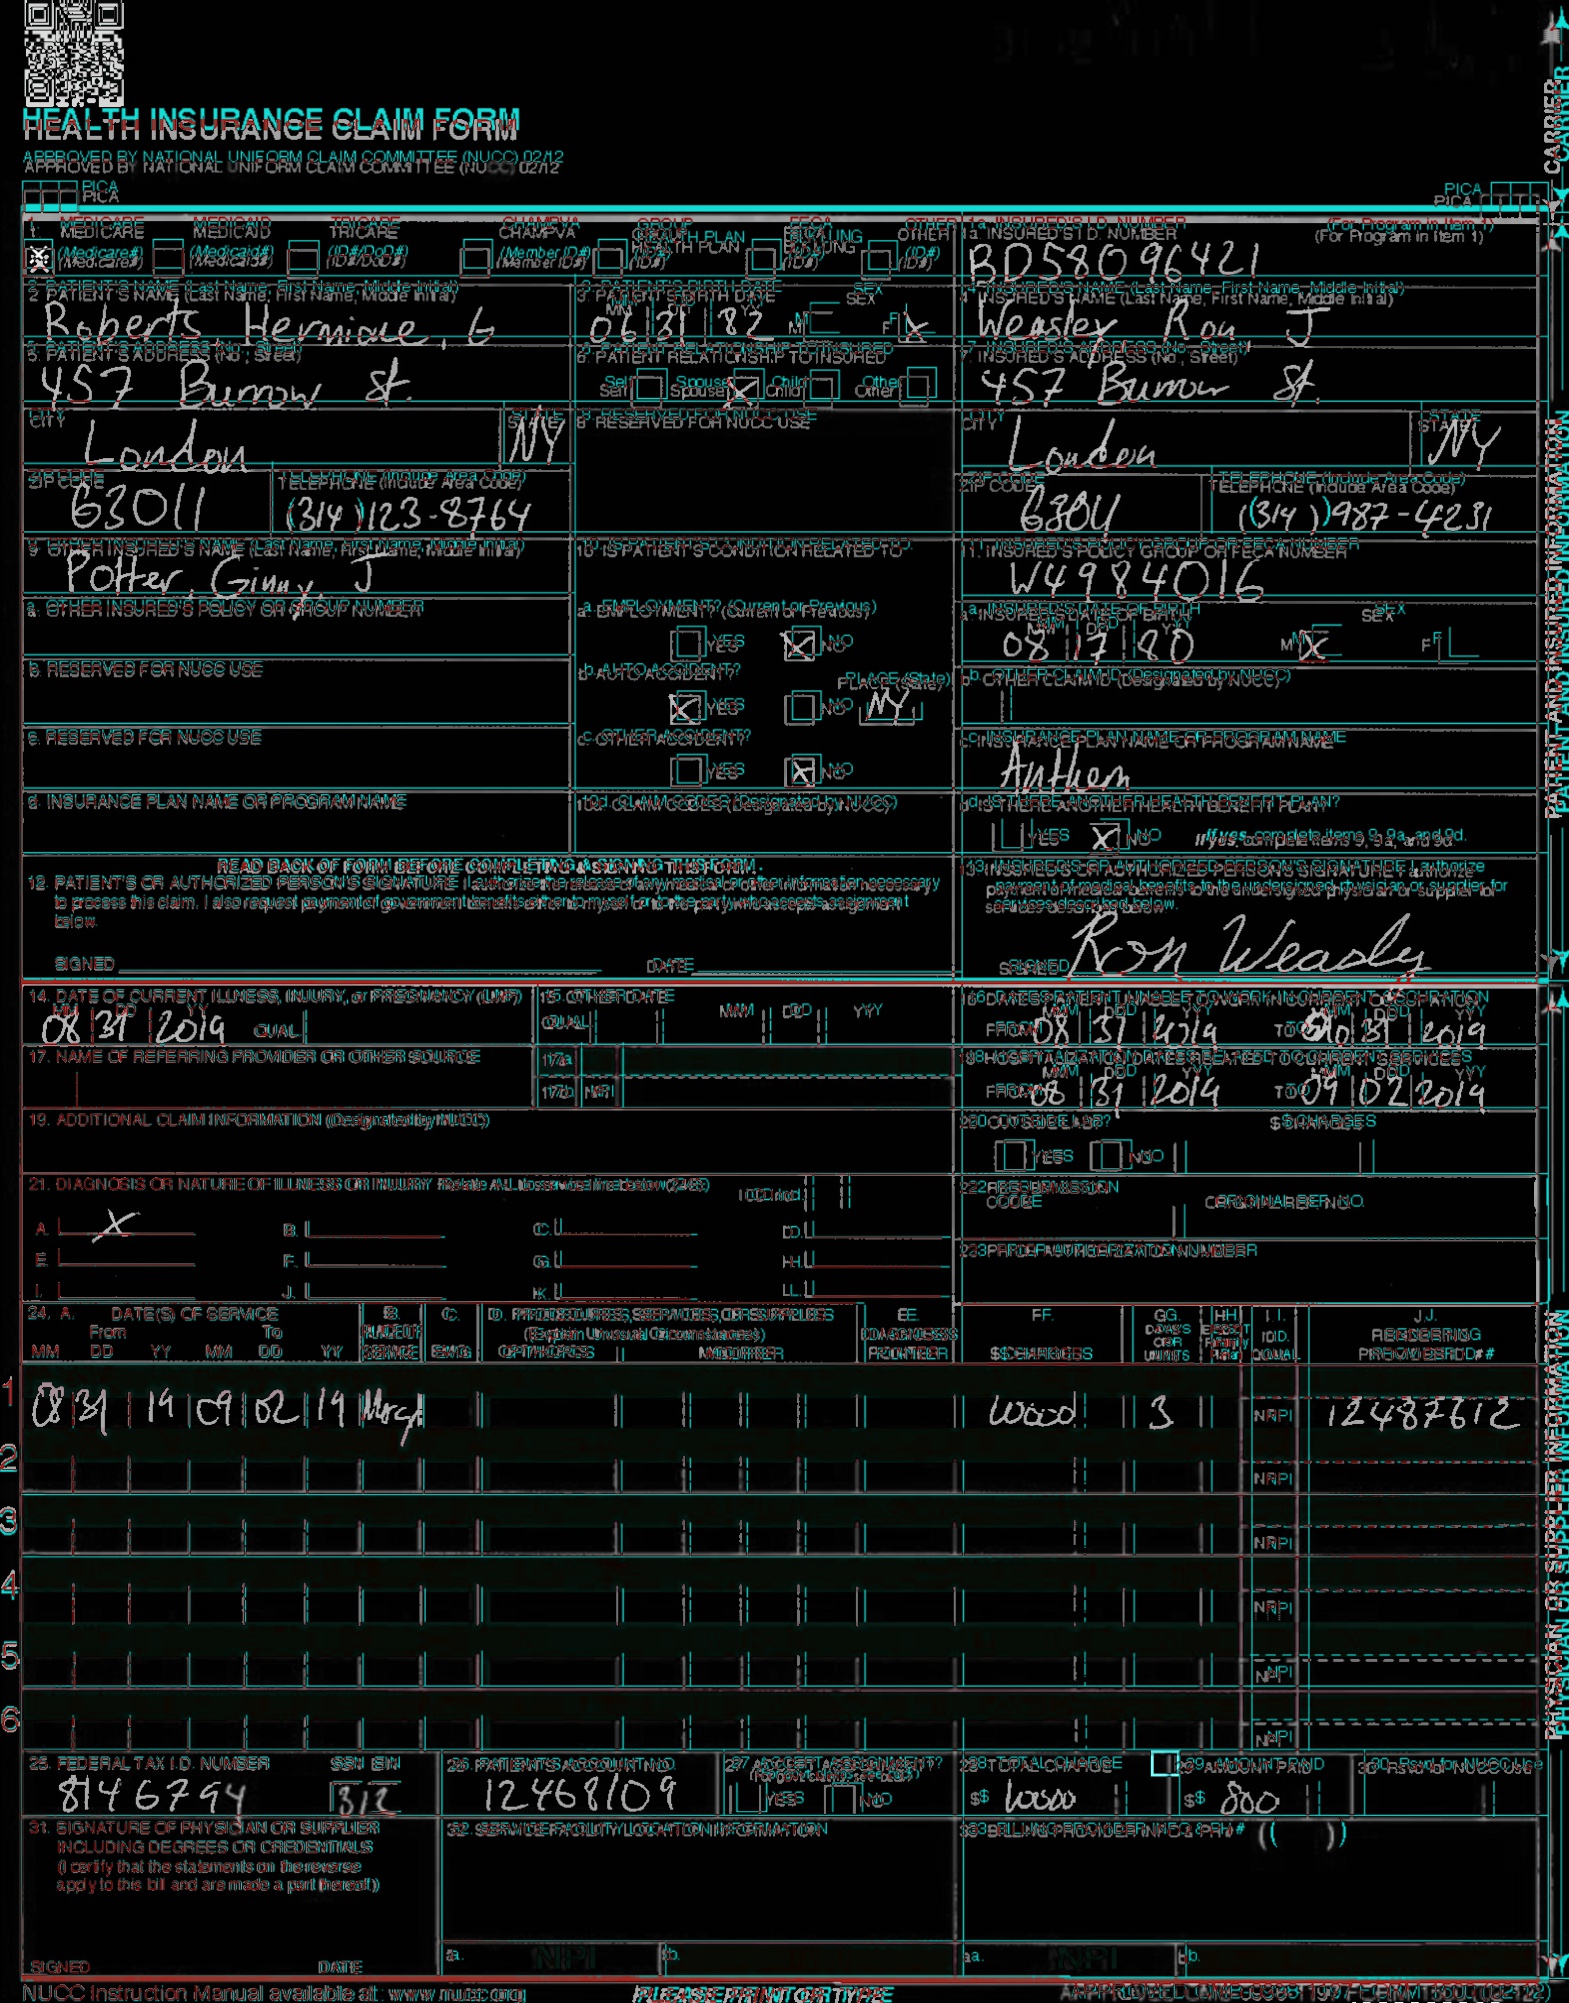 HEALTH INSURANCE CLAIM FORM
APPROVED BY NATIONAL UNIFORM CLAIM COMMITTEE (NUCC) 02/12
PICA PICA
1. MEDICARE MEDICAID TRICARE CHAMPVA GROUP HEALTH PLAN FECA BLK LUNG OTHER 1a. INSURED'S I.D. NUMBER (For Program in Item 1)
(Medicare#) (Medicaid#) (ID#/DoD#) (Member ID#) (ID#) (ID#) (ID#) BD58096421
2. PATIENT'S NAME (Last Name, First Name, Middle Initial) 3. PATIENT'S BIRTH DATE SEX 4. INSURED'S NAME (Last Name, First Name, Middle Initial)
Roberts, Hermione, G 06 31 82 M F X Weasley Ron J
5. PATIENT'S ADDRESS (No., Street) 6. PATIENT RELATIONSHIP TO INSURED 7. INSURED'S ADDRESS (No., Street)
457 Burrow St. Self Spouse X Child Other 457 Burrow St.
CITY STATE 8. RESERVED FOR NUCC USE CITY STATE
London NY London NY
ZIP CODE TELEPHONE (Include Area Code) ZIP CODE TELEPHONE (Include Area Code)
63011 (314)123-8764 63011 (314)987-4231
9. OTHER INSURED'S NAME (Last Name, First Name, Middle Initial) 10. IS PATIENT'S CONDITION RELATED TO: 11. INSURED'S POLICY GROUP OR FECA NUMBER
Potter, Ginny, J W4984016
a. OTHER INSURED'S POLICY OR GROUP NUMBER a. EMPLOYMENT? (Current or Previous) a. INSURED'S DATE OF BIRTH SEX
YES X NO 08 17 80 M X F
b. RESERVED FOR NUCC USE b. AUTO ACCIDENT? PLACE (State) b. OTHER CLAIM ID (Designated by NUCC)
X YES NO NY
c. RESERVED FOR NUCC USE c. OTHER ACCIDENT? c. INSURANCE PLAN NAME OR PROGRAM NAME
YES X NO Anthem
d. INSURANCE PLAN NAME OR PROGRAM NAME 10d. CLAIM CODES (Designated by NUCC) d. IS THERE ANOTHER HEALTH BENEFIT PLAN?
YES X NO If yes, complete items 9, 9a, and 9d.
READ BACK OF FORM BEFORE COMPLETING & SIGNING THIS FORM.
12. PATIENT'S OR AUTHORIZED PERSON'S SIGNATURE I authorize the release of any medical or other information necessary
to process this claim. I also request payment of government benefits either to myself or to the party who accepts assignment
below.
SIGNED DATE
13. INSURED'S OR AUTHORIZED PERSON'S SIGNATURE I authorize
payment of medical benefits to the undersigned physician or supplier for
services described below.
SIGNED Ron Weasley
14. DATE OF CURRENT ILLNESS, INJURY, or PREGNANCY (LMP) 15. OTHER DATE 16. DATES PATIENT UNABLE TO WORK IN CURRENT OCCUPATION
MM DD YY MM DD YY MM DD YY MM DD YY
08 31 2019 QUAL. QUAL. FROM 08 31 2019 TO 10 31 2019
17. NAME OF REFERRING PROVIDER OR OTHER SOURCE 17a. 18. HOSPITALIZATION DATES RELATED TO CURRENT SERVICES
17b. NPI FROM 08 31 2019 TO 09 02 2019
19. ADDITIONAL CLAIM INFORMATION (Designated by NUCC) 20. OUTSIDE LAB? $ CHARGES
YES NO
21. DIAGNOSIS OR NATURE OF ILLNESS OR INJURY Relate A-L to service line below (24E) ICD Ind. 22. RESUBMISSION CODE ORIGINAL REF. NO.
A. X B. C. D.
E. F. G. H. 23. PRIOR AUTHORIZATION NUMBER
I. J. K. L.
24. A. DATE(S) OF SERVICE B. C. D. PROCEDURES, SERVICES, OR SUPPLIES E. F. G. H. I. J.
From To PLACE OF SERVICE EMG (Explain Unusual Circumstances) DIAGNOSIS POINTER $ CHARGES DAYS OR UNITS EPSDT Family Plan ID. QUAL. RENDERING PROVIDER ID. #
MM DD YY MM DD YY CPT/HCPCS MODIFIER
1 08 31 19 09 02 19 3 NPI 12487612
2 NPI
3 NPI
4 NPI
5 NPI
6 NPI
25. FEDERAL TAX I.D. NUMBER SSN EIN 26. PATIENT'S ACCOUNT NO. 27. ACCEPT ASSIGNMENT? 28. TOTAL CHARGE 29. AMOUNT PAID 30. Rsvd for NUCC Use
8146794 312 12468109 YES NO $ 10000 $ 800
31. SIGNATURE OF PHYSICIAN OR SUPPLIER
INCLUDING DEGREES OR CREDENTIALS
(I certify that the statements on the reverse
apply to this bill and are made a part thereof.)
SIGNED DATE
32. SERVICE FACILITY LOCATION INFORMATION
a. NPI b.
33. BILLING PROVIDER INFO & PH # ( )
a. NPI b.
NUCC Instruction Manual available at: www.nucc.org PLEASE PRINT OR TYPE
CARRIER
PATIENT AND INSURED INFORMATION
PHYSICIAN OR SUPPLIER INFORMATION